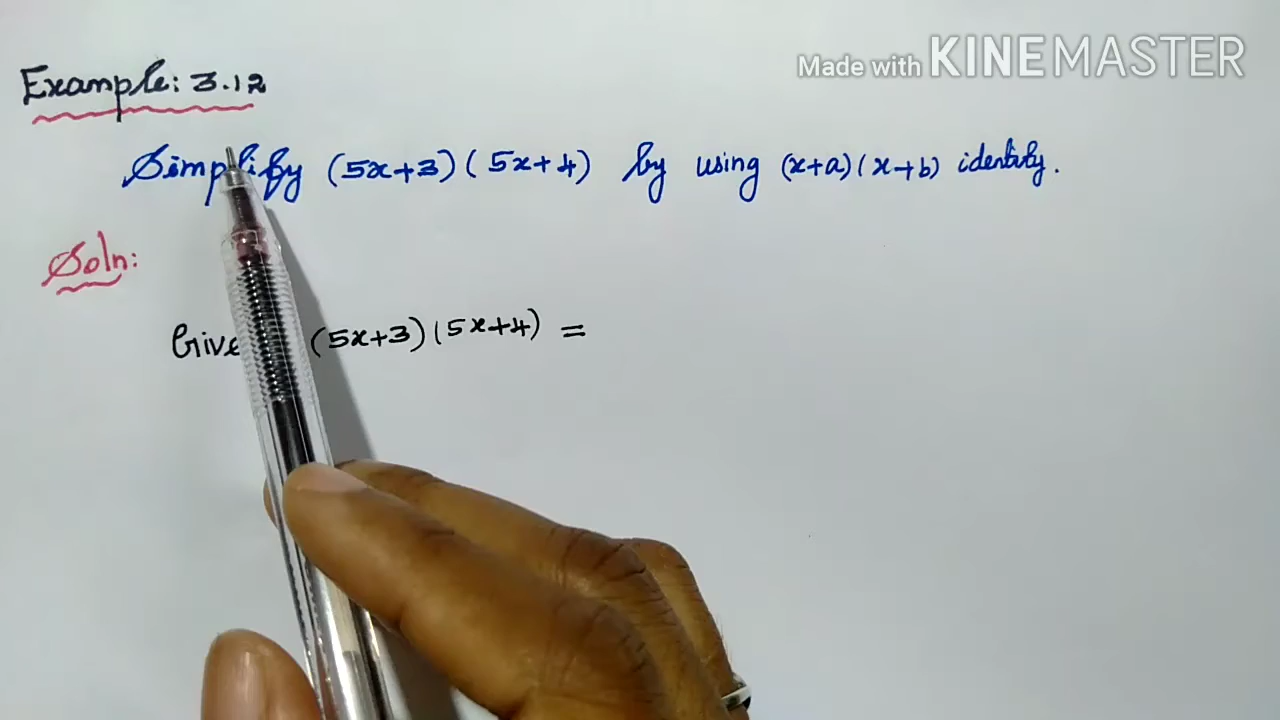 Made with KINEMASTER
Example: 3.12
Simplify (5x+3)(5x+4) by using (x+a)(x+b) identity.
Soln:
(5x+3)(5x+4) =